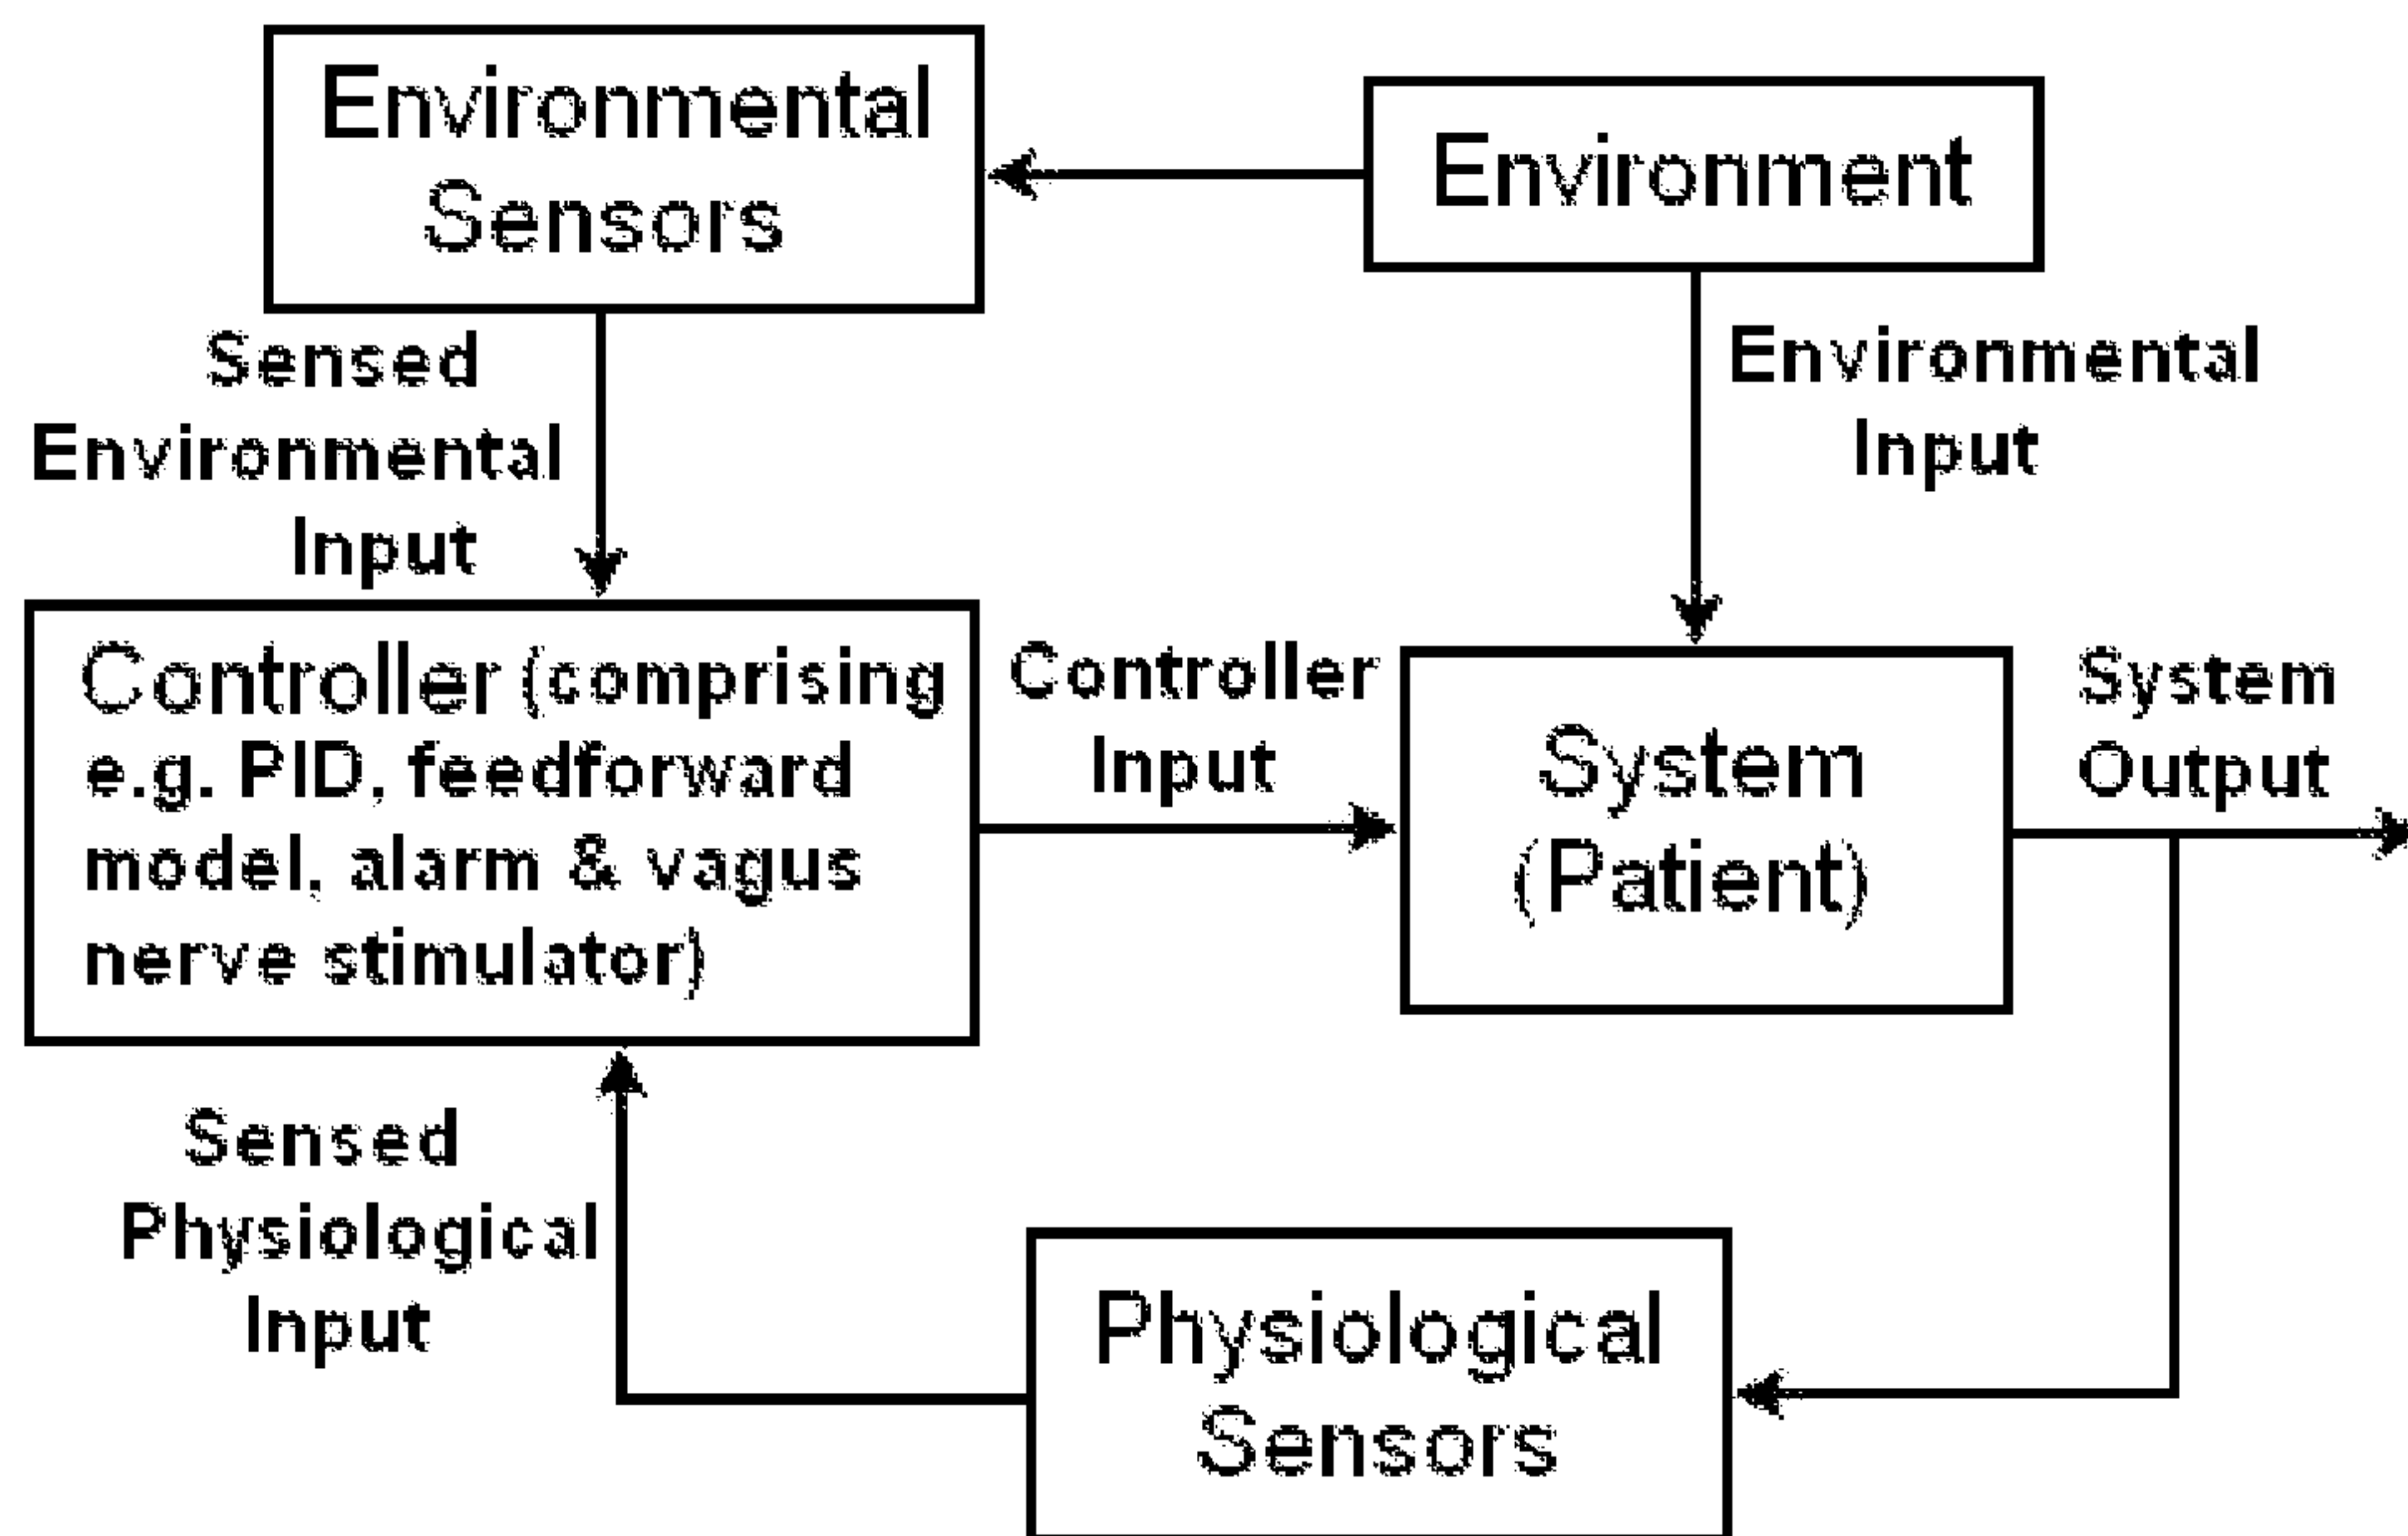 Environmental
Sensors
Environment
Sensed
Environmental
Input
Environmental
Input
Controller (comprising
e.g. PID, feedforward
model, alarm & vagus
nerve stimulator)
Controller
Input
System
(Patient)
System
Output
Sensed
Physiological
Input
Physiological
Sensors